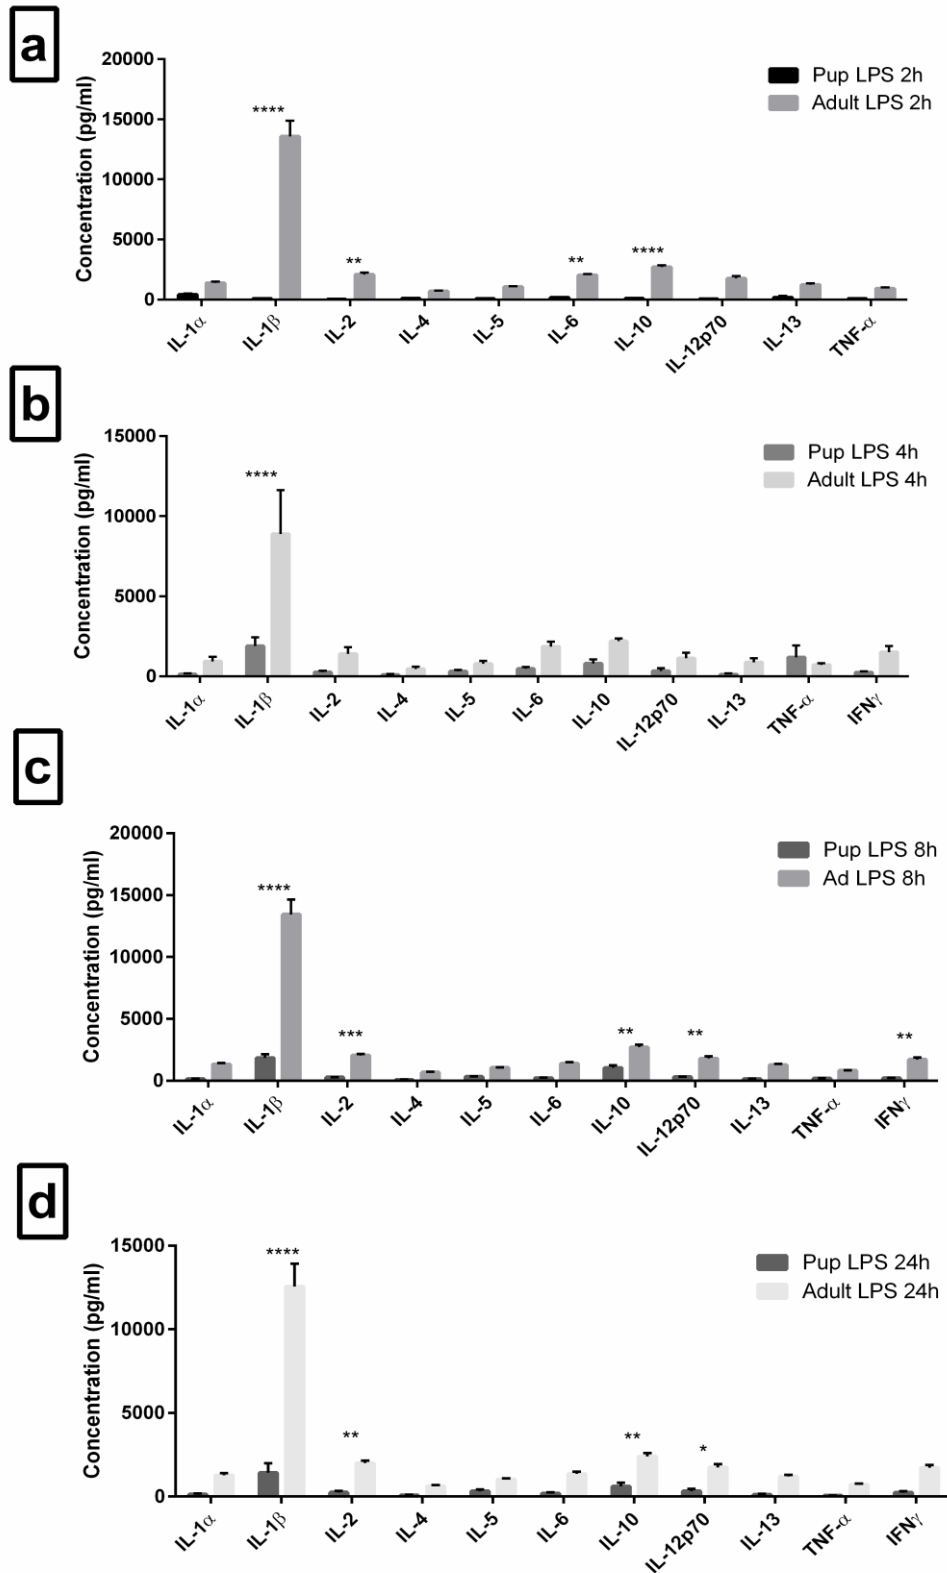 a
20000
15000
10000
5000
0
Concentration (pg/ml)
Pup LPS 2h
Adult LPS 2h
****
**
**
****
IL-1α
IL-1β
IL-2
IL-4
IL-5
IL-6
IL-10
IL-12p70
IL-13
TNF-α
b
15000
10000
5000
0
Concentration (pg/ml)
Pup LPS 4h
Adult LPS 4h
****
IL-1α
IL-1β
IL-2
IL-4
IL-5
IL-6
IL-10
IL-12p70
IL-13
TNF-α
IFNγ
c
20000
15000
10000
5000
0
Concentration (pg/ml)
Pup LPS 8h
Ad LPS 8h
****
***
**
**
**
IL-1α
IL-1β
IL-2
IL-4
IL-5
IL-6
IL-10
IL-12p70
IL-13
TNF-α
IFNγ
d
15000
10000
5000
0
Concentration (pg/ml)
Pup LPS 24h
Adult LPS 24h
****
**
**
*
IL-1α
IL-1β
IL-2
IL-4
IL-5
IL-6
IL-10
IL-12p70
IL-13
TNF-α
IFNγ